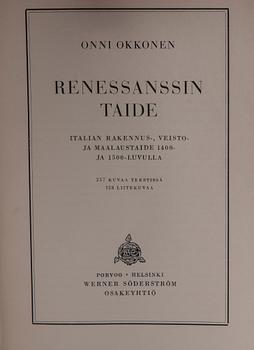 ONNI OKKONEN
RENESSANSSIN
TAIDE
ITALIAN RAKENNUS-, VEISTO-
JA MAALAUSTAIDE 1400-
JA 1500-LUVULLA
257 KUVAA TEKSTISSÄ
128 LIITEKUVAA
PORVOO • HELSINKI
WERNER SÖDERSTRÖM
OSAKEYHTIÖ